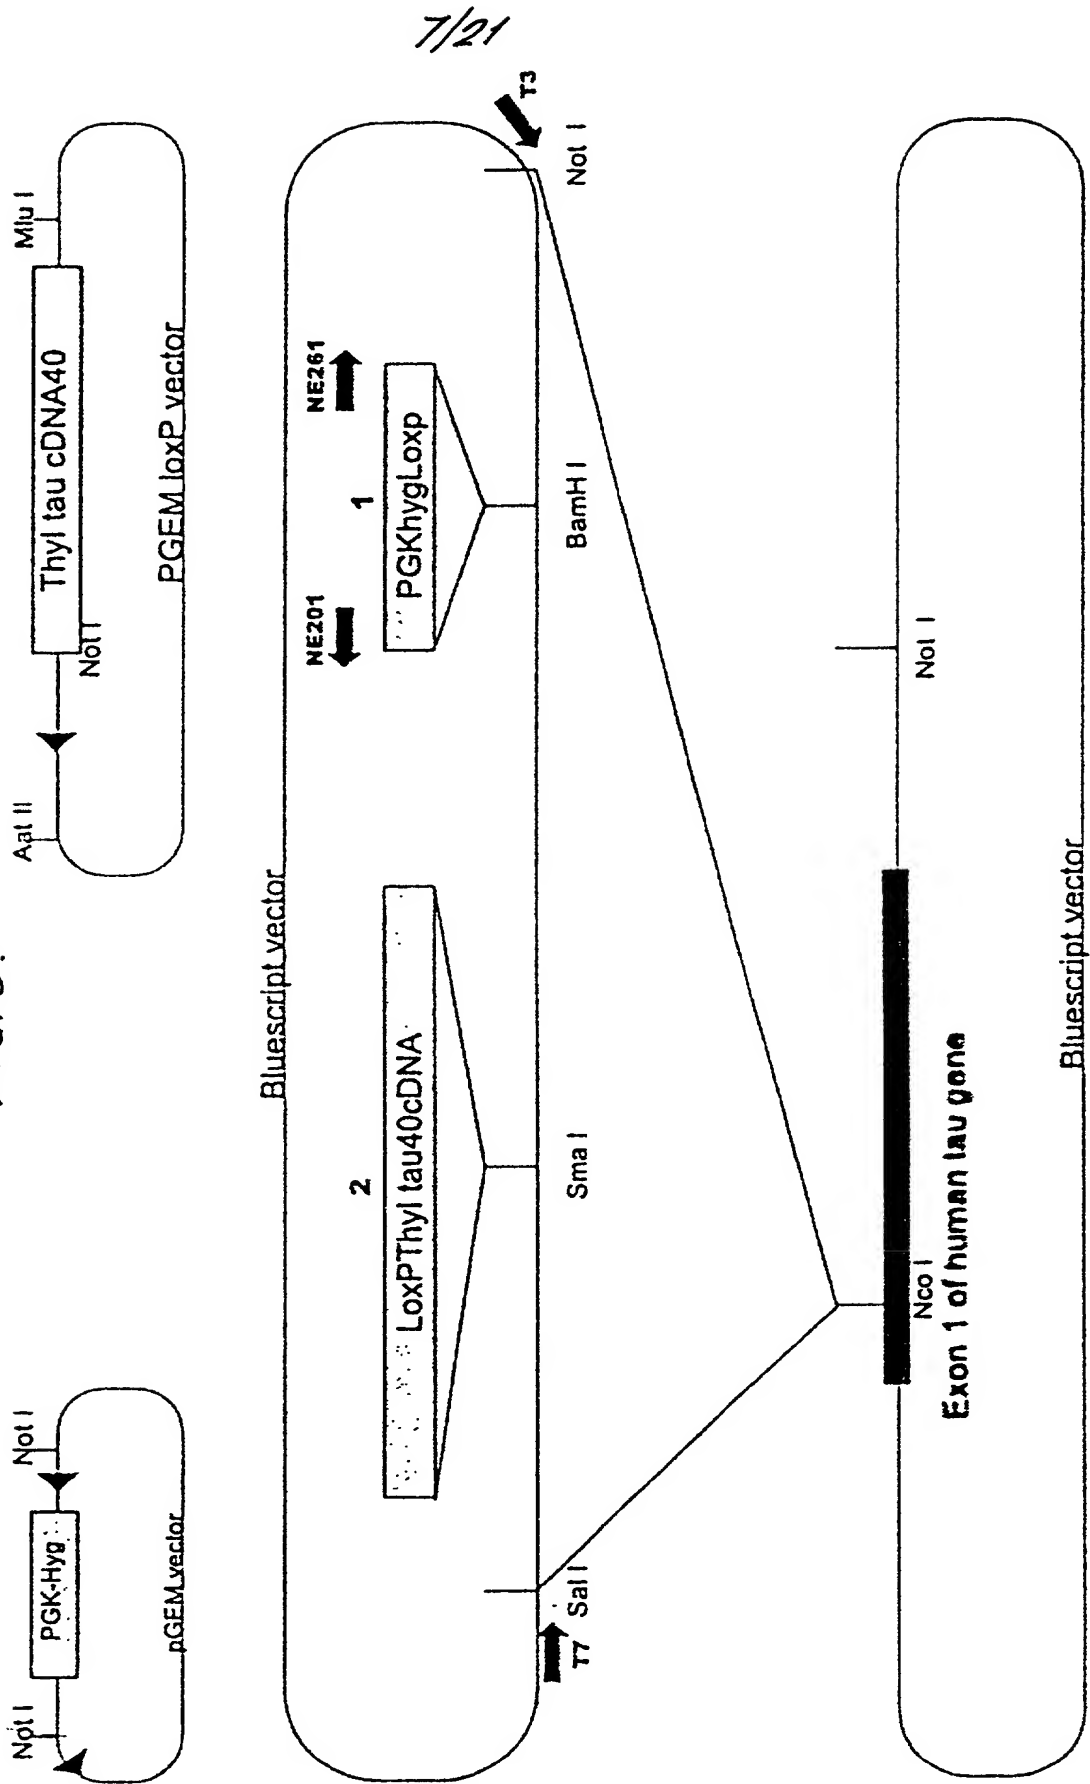 7/21
Not I
Not I
PGK-Hyg
pGEM vector
Aat II
Mlu I
Thyl tau cDNA40
Not I
PGEM loxP vector
Bluescript vector
2
LoxPThyl tau40cDNA
NE201
NE261
1
PGKhygLoxp
T7
Sal I
Sma I
BamH I
Not I
T3
Nco I
Not I
Exon 1 of human tau gene
Bluescript vector